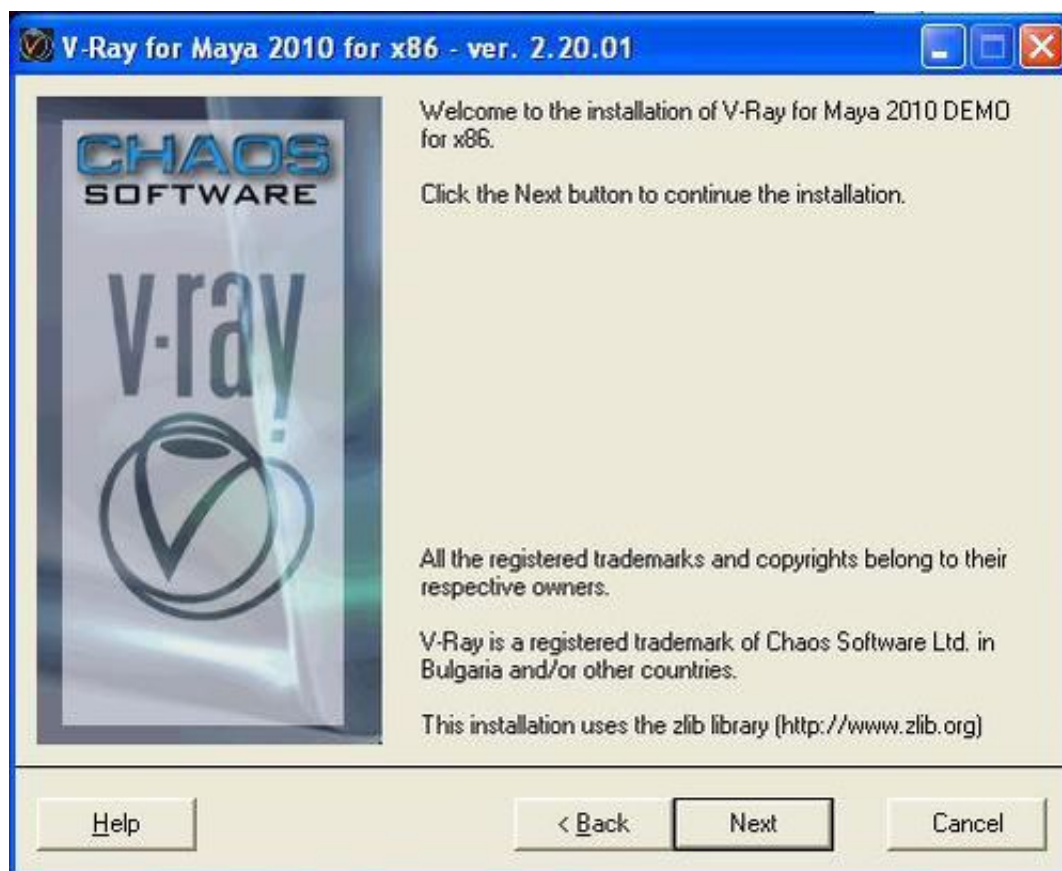 V-Ray for Maya 2010 for x86 - ver. 2.20.01
CHAOS
SOFTWARE
v·ray
Welcome to the installation of V-Ray for Maya 2010 DEMO
for x86.
Click the Next button to continue the installation.
All the registered trademarks and copyrights belong to their
respective owners.
V-Ray is a registered trademark of Chaos Software Ltd. in
Bulgaria and/or other countries.
This installation uses the zlib library (http://www.zlib.org)
Help
< Back
Next
Cancel